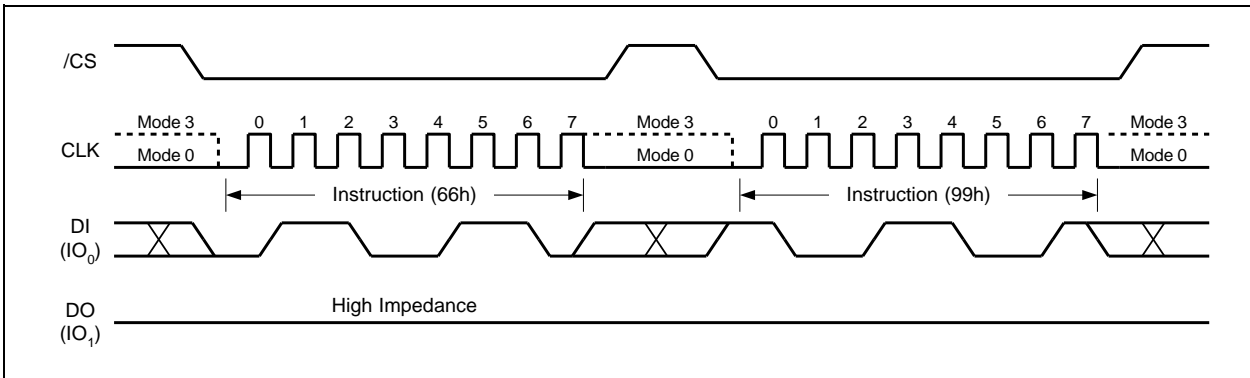 /CS
Mode 3 0 1 2 3 4 5 6 7 Mode 3 0 1 2 3 4 5 6 7 Mode 3
CLK
Mode 0 Mode 0 Mode 0
Instruction (66h) Instruction (99h)
DI
(IO0)
High Impedance
DO
(IO1)